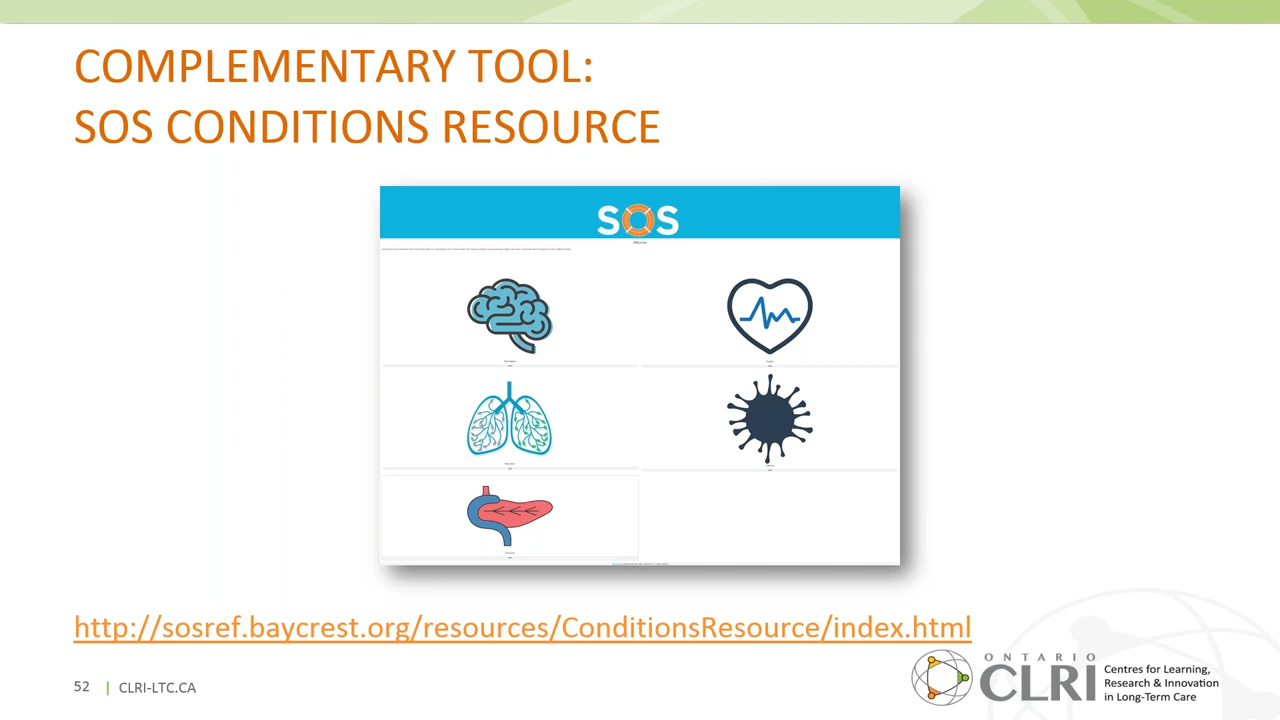 COMPLEMENTARY TOOL:
SOS CONDITIONS RESOURCE
SOS
http://sosref.baycrest.org/resources/ConditionsResource/index.html
52 | CLRI-LTC.CA
ONTARIO
CLRI
Centres for Learning,
Research & Innovation
in Long-Term Care